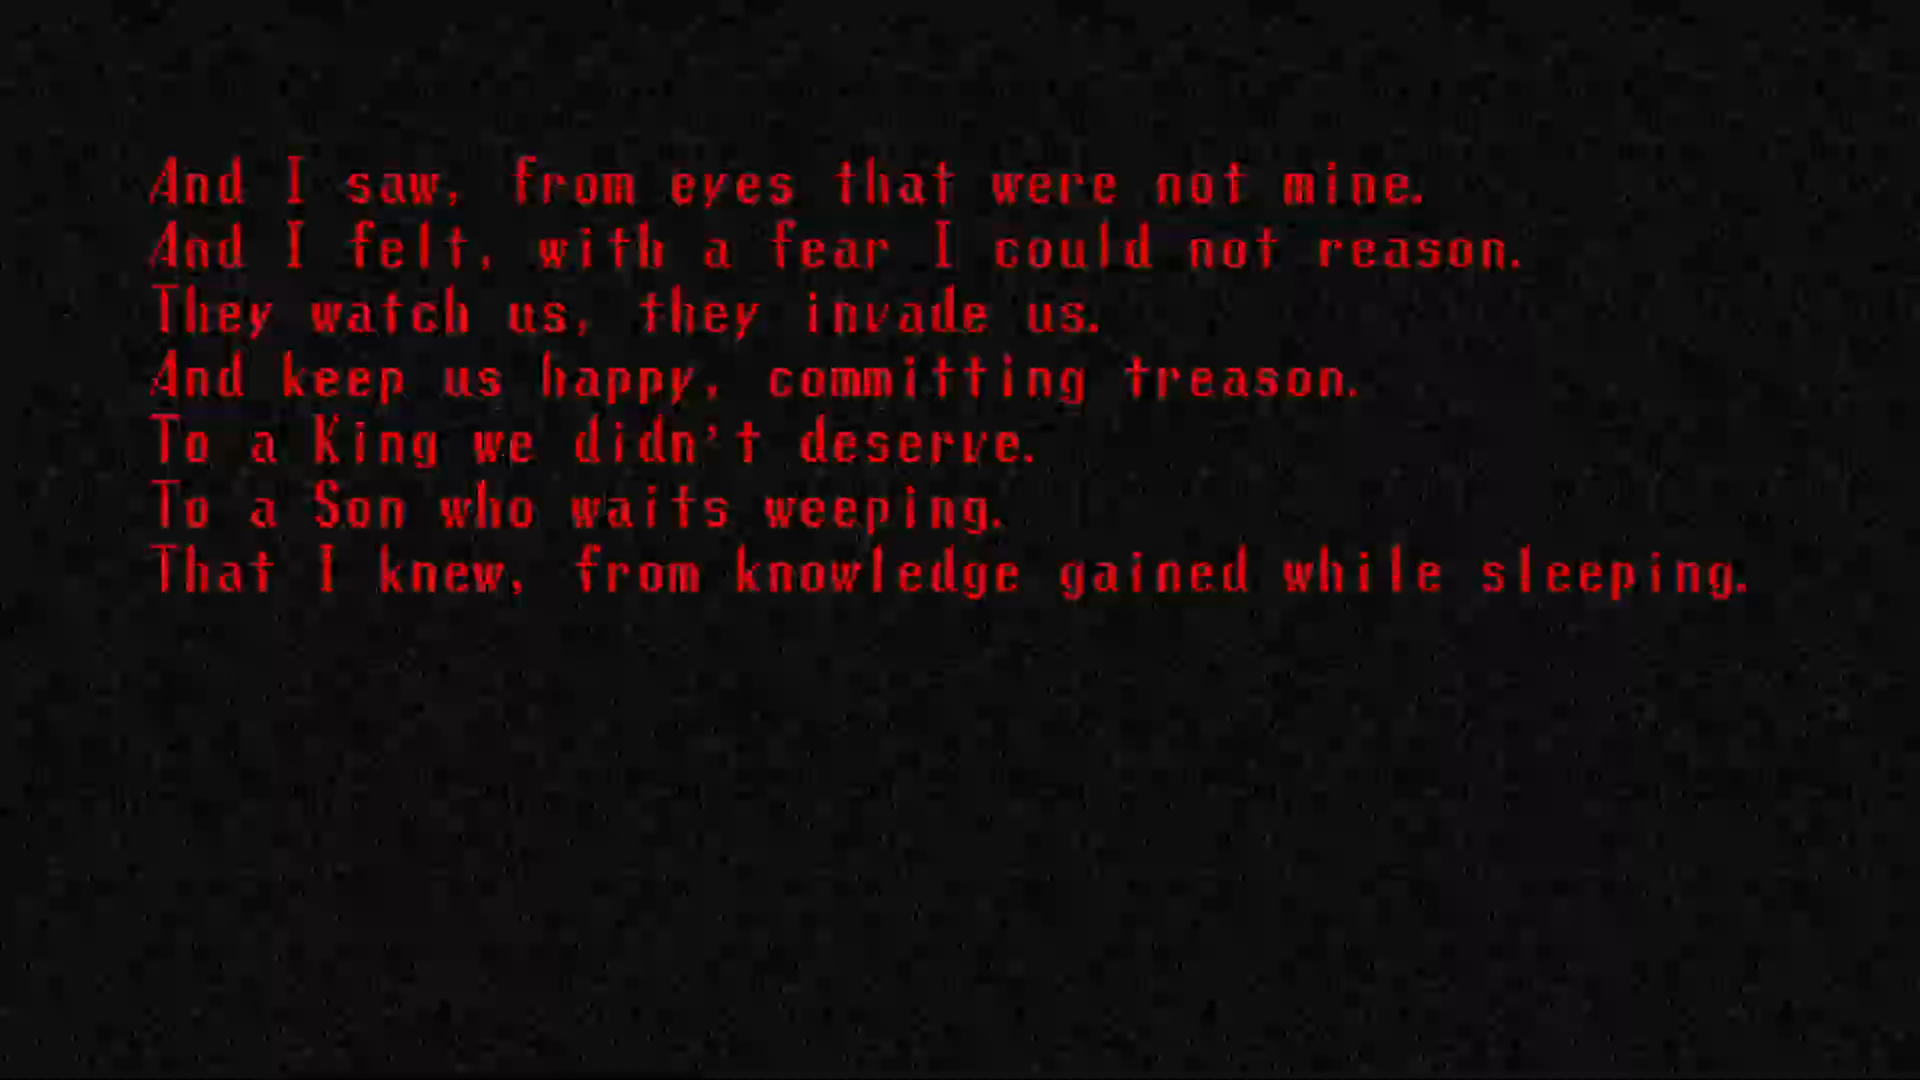 And I saw, from eyes that were not mine.
And I felt, with a fear I could not reason.
They watch us, they invade us.
And keep us happy, committing treason.
To a King we didn't deserve.
To a Son who waits weeping.
That I knew, from knowledge gained while sleeping.